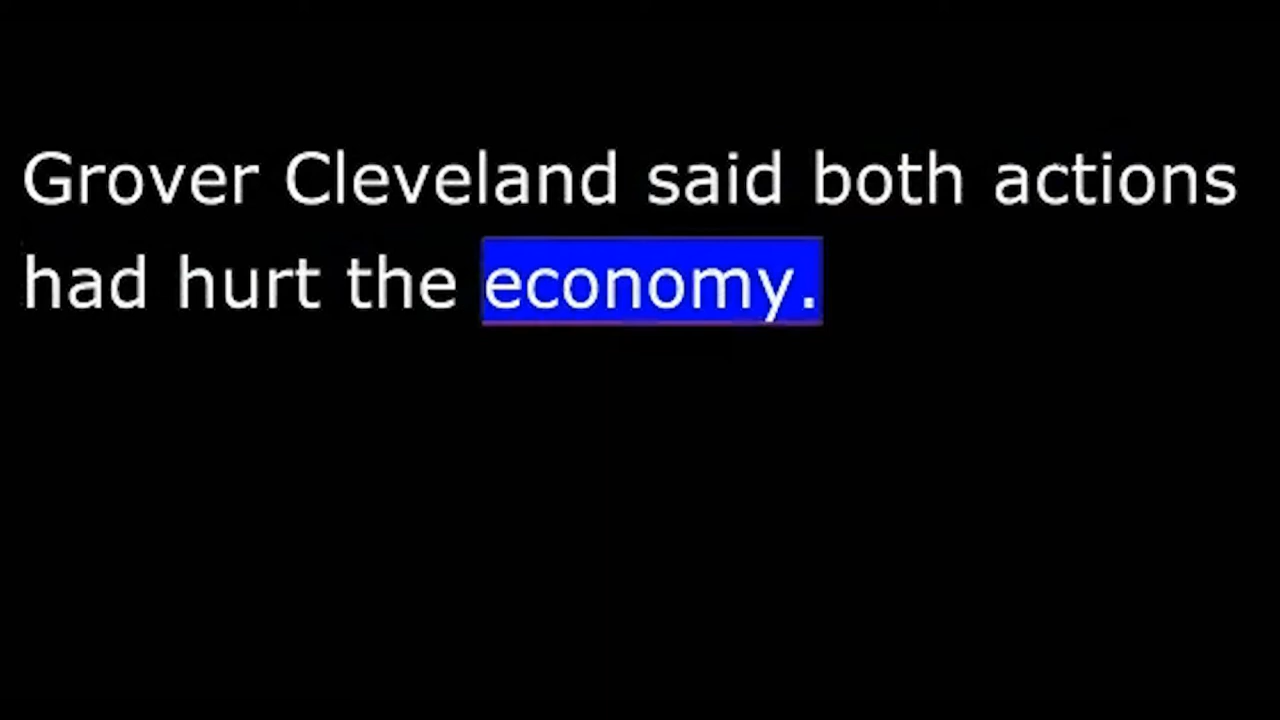 Grover Cleveland said both actions
had hurt the economy.